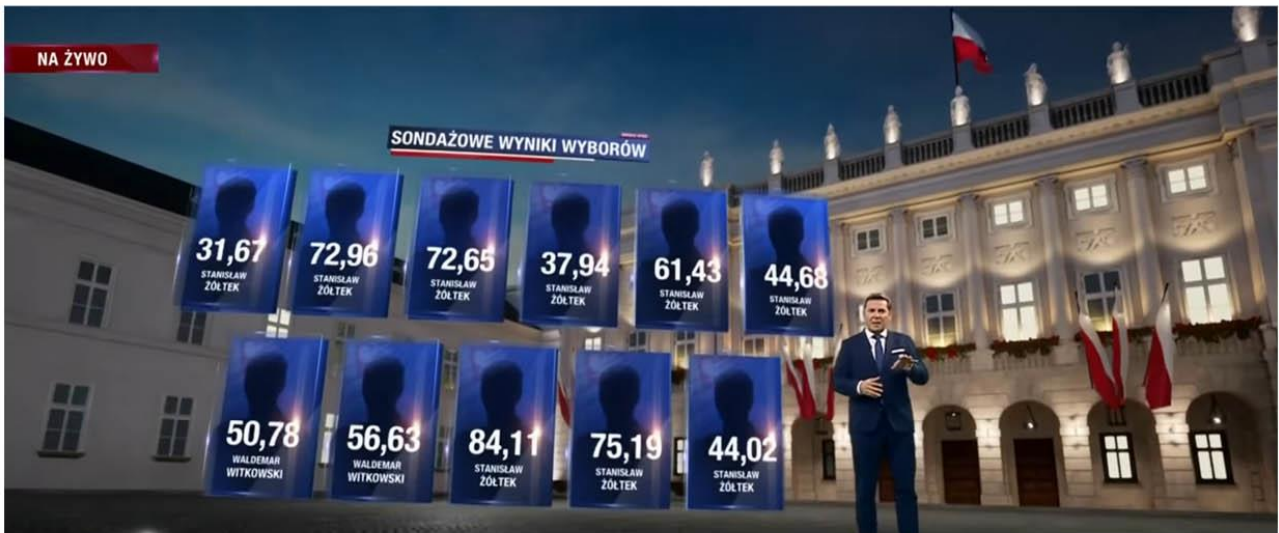 NA ŻYWO
SONDAŻOWE WYNIKI WYBORÓW
31,67
STANISŁAW
ŻÓŁTEK
72,96
STANISŁAW
ŻÓŁTEK
72,65
STANISŁAW
ŻÓŁTEK
37,94
STANISŁAW
ŻÓŁTEK
61,43
STANISŁAW
ŻÓŁTEK
44,68
STANISŁAW
ŻÓŁTEK
50,78
WALDEMAR
WITKOWSKI
56,63
WALDEMAR
WITKOWSKI
84,11
STANISŁAW
ŻÓŁTEK
75,19
STANISŁAW
ŻÓŁTEK
44,02
STANISŁAW
ŻÓŁTEK